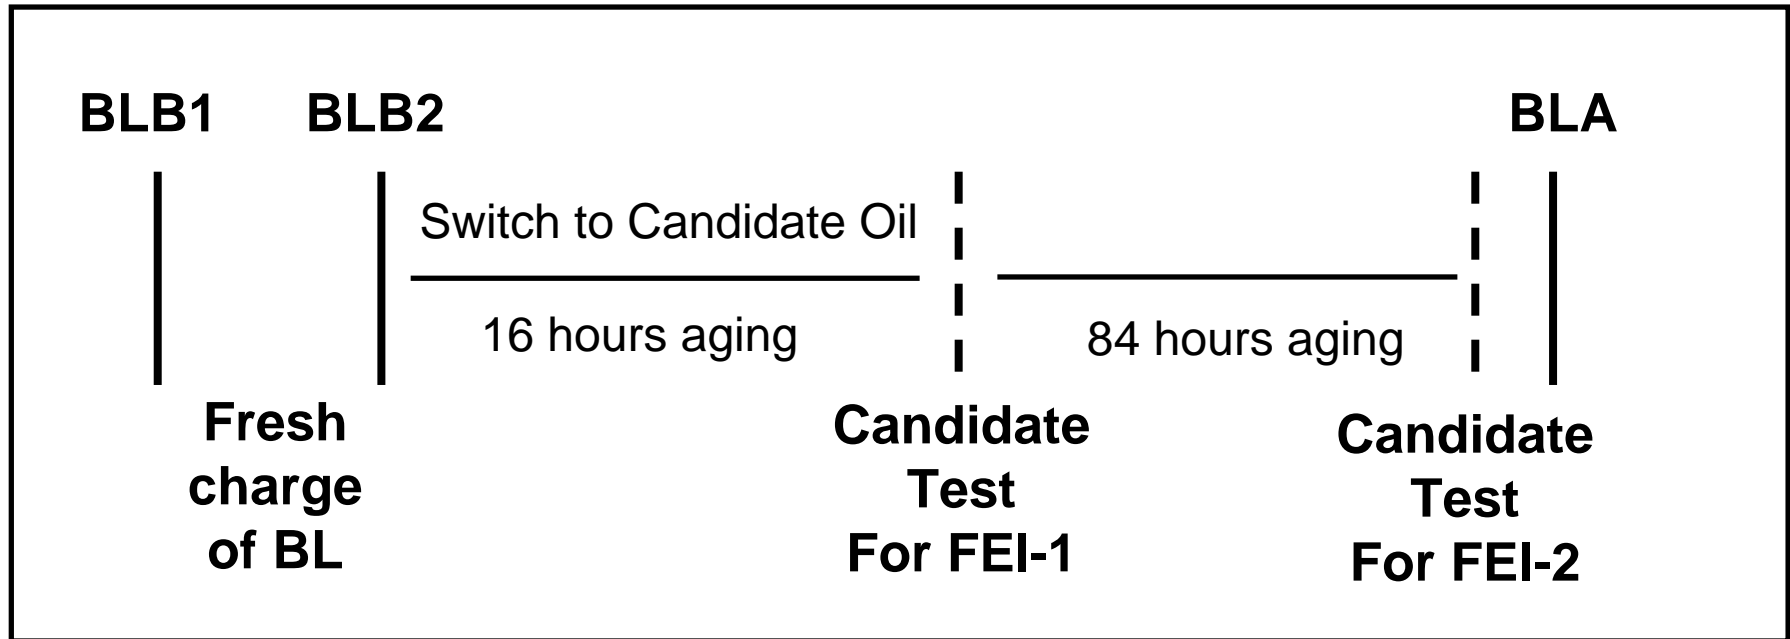 BLB1
BLB2
BLA
Switch to Candidate Oil
16 hours aging
84 hours aging
Fresh
charge
of BL
Candidate
Test
For FEI-1
Candidate
Test
For FEI-2